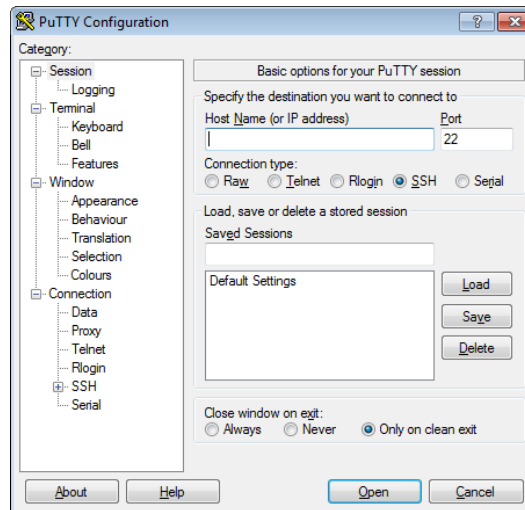 PuTTY Configuration
Category:
Session
Logging
Terminal
Keyboard
Bell
Features
Window
Appearance
Behaviour
Translation
Selection
Colours
Connection
Data
Proxy
Telnet
Rlogin
SSH
Serial
Basic options for your PuTTY session
Specify the destination you want to connect to
Host Name (or IP address) Port
22
Connection type:
Raw Telnet Rlogin SSH Serial
Load, save or delete a stored session
Saved Sessions
Default Settings
Load
Save
Delete
Close window on exit:
Always Never Only on clean exit
About Help Open Cancel